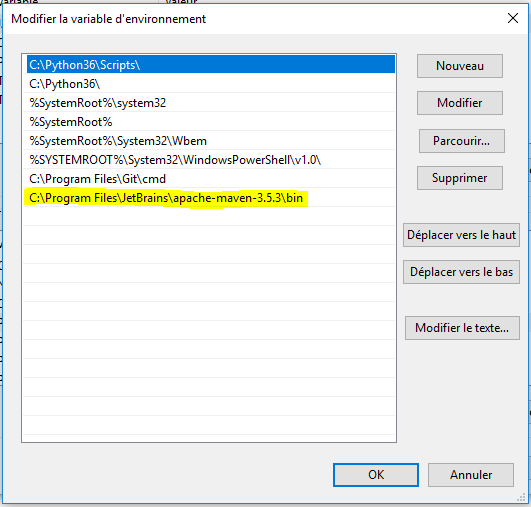 Modifier la variable d'environnement
C:\Python36\Scripts\
C:\Python36\
%SystemRoot%\system32
%SystemRoot%
%SystemRoot%\System32\Wbem
%SYSTEMROOT%\System32\WindowsPowerShell\v1.0\
C:\Program Files\Git\cmd
C:\Program Files\JetBrains\apache-maven-3.5.3\bin
Nouveau
Modifier
Parcourir...
Supprimer
Déplacer vers le haut
Déplacer vers le bas
Modifier le texte...
OK
Annuler